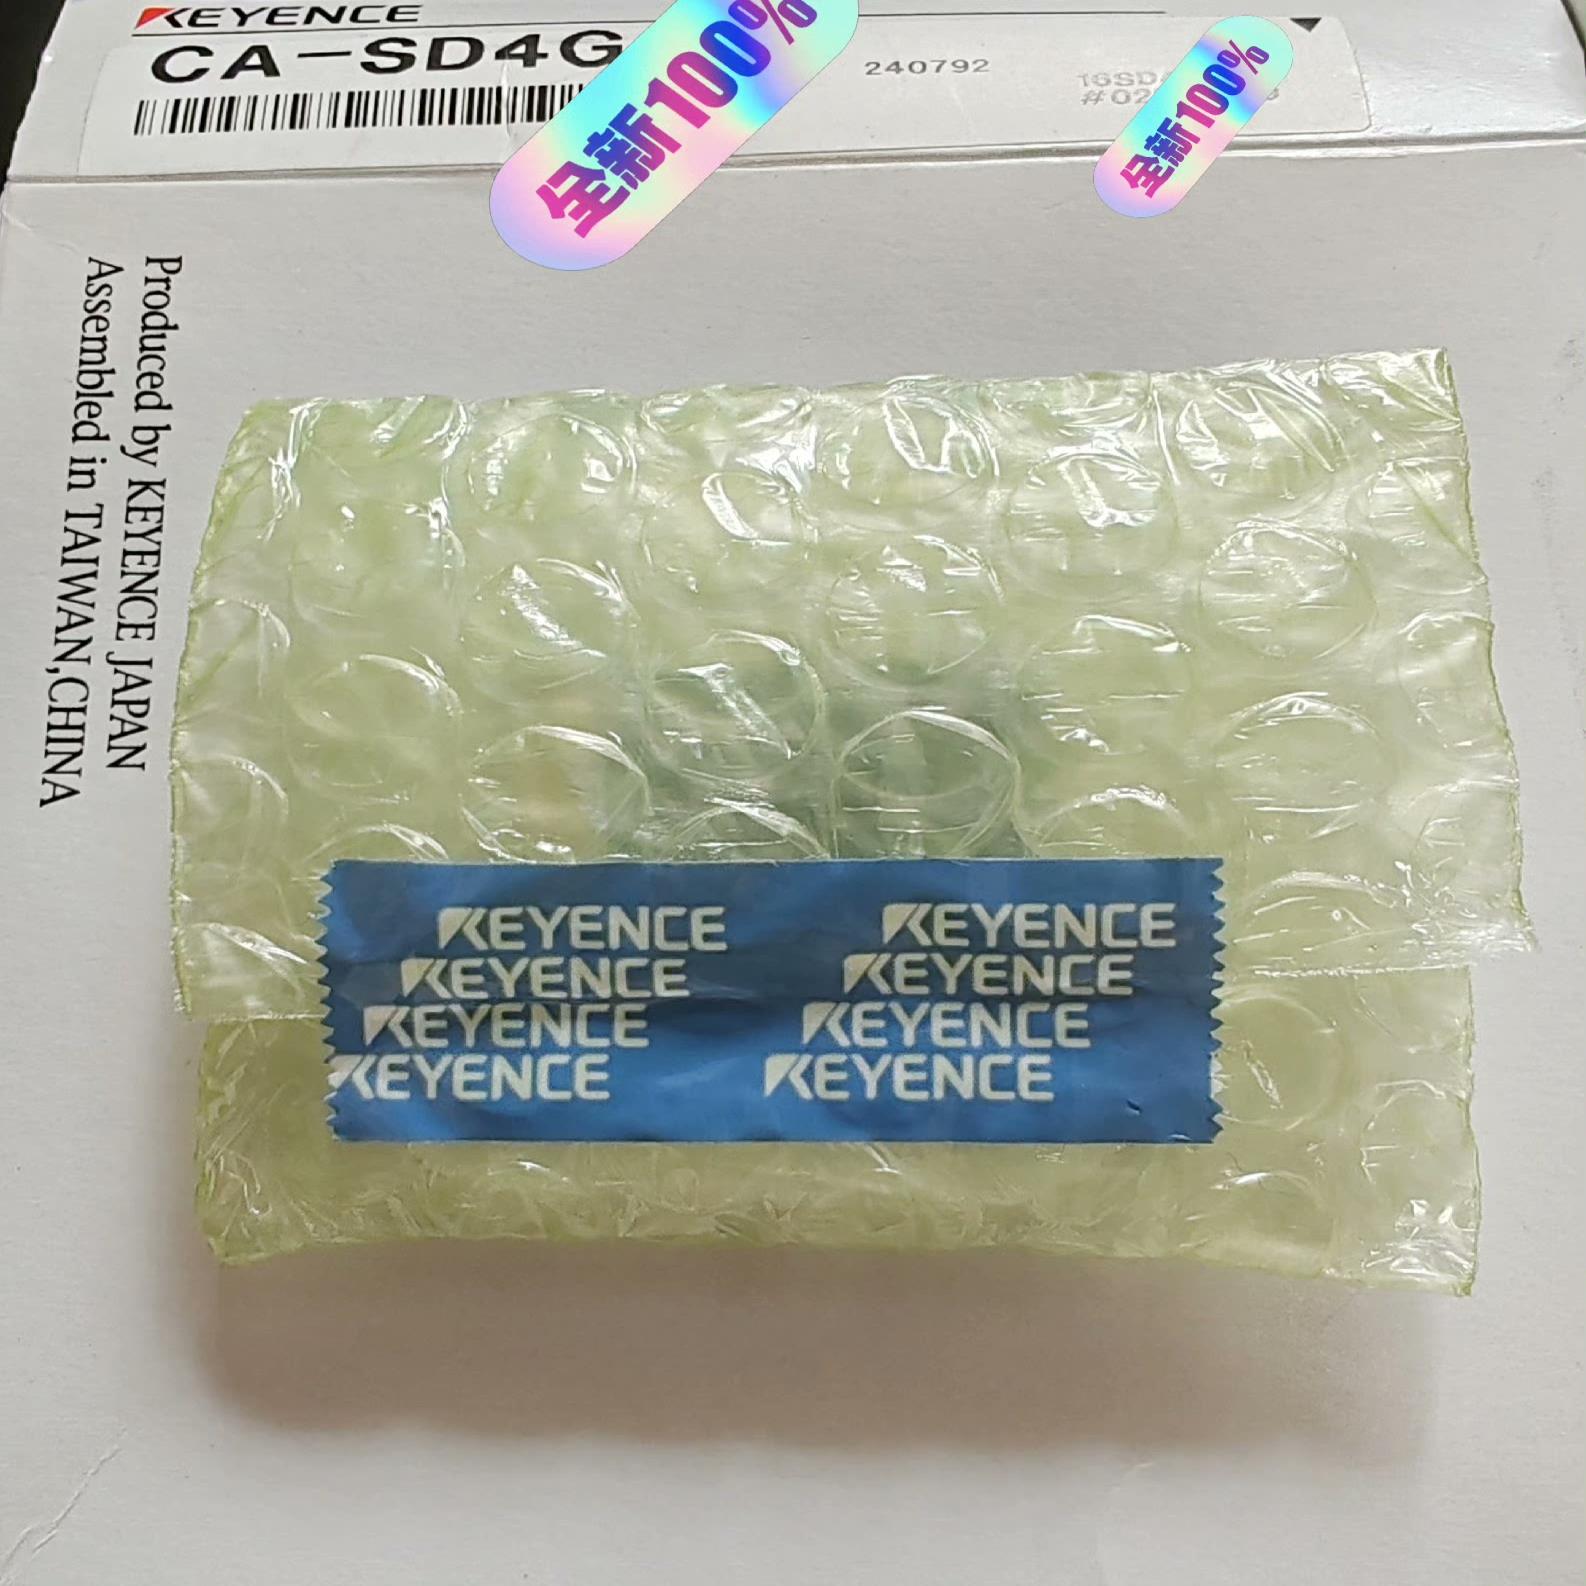 KEYENCE
CA-SD4G
240792
全新100%
全新100%
Produced by KEYENCE JAPAN
Assembled in TAIWAN,CHINA
KEYENCE KEYENCE
KEYENCE KEYENCE
KEYENCE KEYENCE
KEYENCE KEYENCE